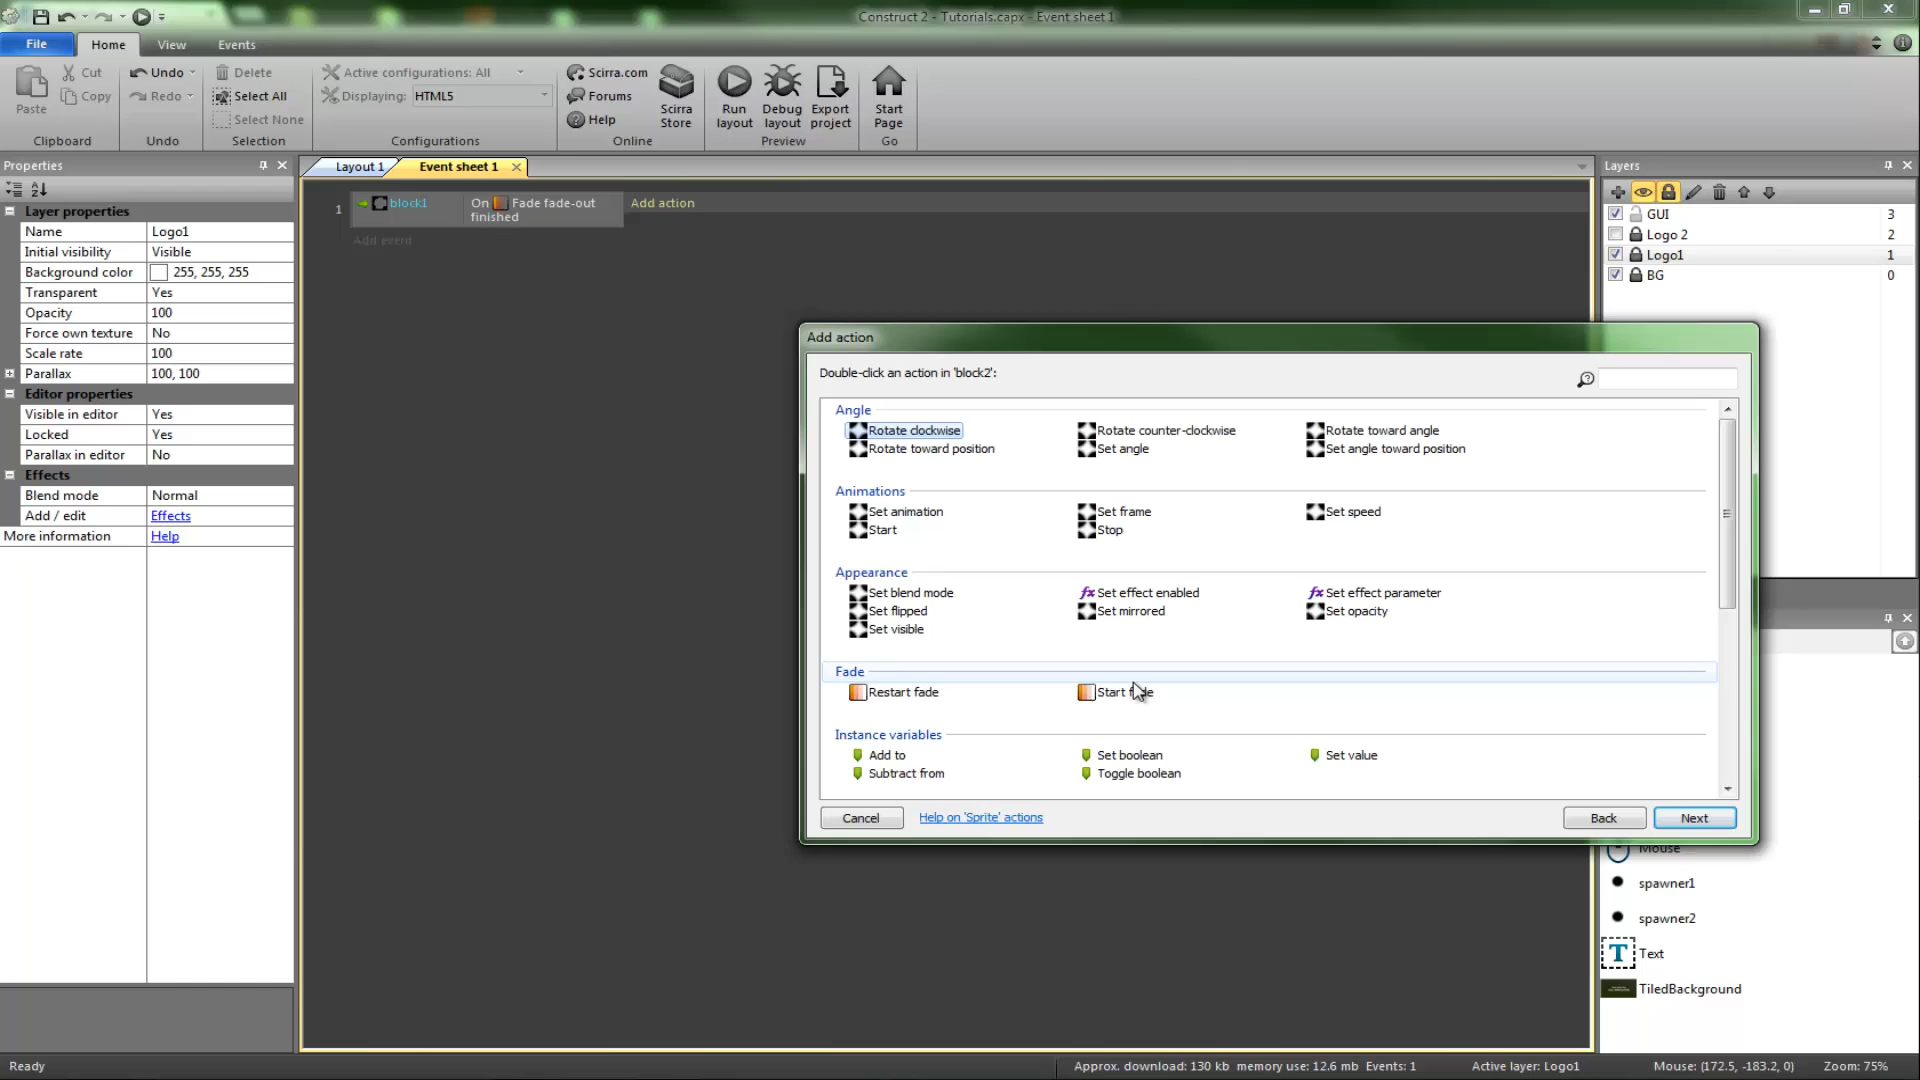 Construct 2 - Tutorials.capx - Event sheet 1
File Home View Events
Paste
Cut
Copy
Clipboard
Undo
Redo
Undo
Delete
Select All
Select None
Selection
Active configurations: All
Displaying: HTML5
Configurations
Scirra.com
Forums
Help
Scirra
Store
Online
Run
layout
Debug
layout
Export
project
Preview
Start
Page
Go
Properties
Layer properties
Name Logo1
Initial visibility Visible
Background color 255, 255, 255
Transparent Yes
Opacity 100
Force own texture No
Scale rate 100
Parallax 100, 100
Editor properties
Visible in editor Yes
Locked Yes
Parallax in editor No
Effects
Blend mode Normal
Add / edit Effects
More information Help
Layout 1 Event sheet 1
1 block1 On Fade fade-out
finished
Add action
Add event
Layers
GUI 3
Logo 2 2
Logo1 1
BG 0
Add action
Double-click an action in 'block2':
Angle
Rotate clockwise Rotate counter-clockwise Rotate toward angle
Rotate toward position Set angle Set angle toward position
Animations
Set animation Set frame Set speed
Start Stop
Appearance
Set blend mode Set effect enabled Set effect parameter
Set flipped Set mirrored Set opacity
Set visible
Fade
Restart fade Start fade
Instance variables
Add to Set boolean Set value
Subtract from Toggle boolean
Cancel Help on 'Sprite' actions Back Next
Mouse
spawner1
spawner2
T Text
TiledBackground
Ready Approx. download: 130 kb memory use: 12.6 mb Events: 1 Active layer: Logo1 Mouse: (172.5, -183.2, 0) Zoom: 75%